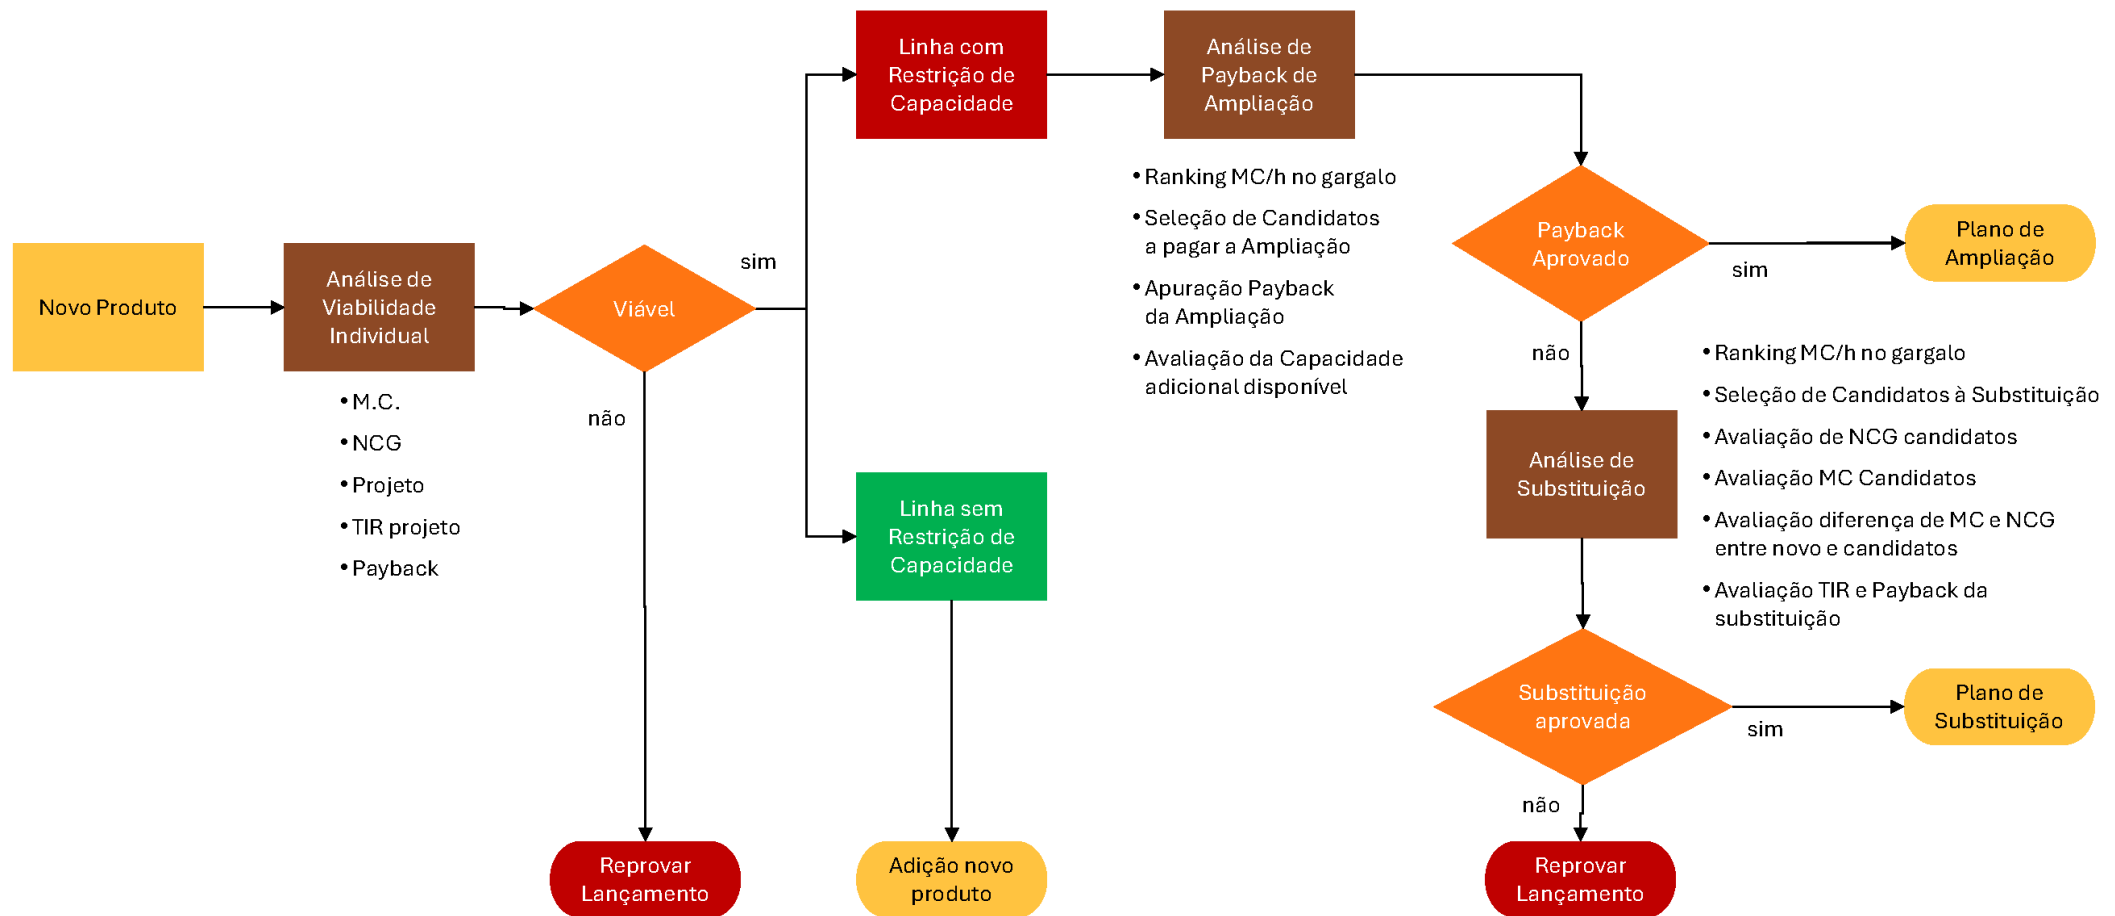 Novo Produto
Análise de
Viabilidade
Individual
• M.C.
• NCG
• Projeto
• TIR projeto
• Payback
Viável
sim
não
Reprovar
Lançamento
Linha com
Restrição de
Capacidade
Linha sem
Restrição de
Capacidade
Adição novo
produto
Análise de
Payback de
Ampliação
• Ranking MC/h no gargalo
• Seleção de Candidatos
a pagar a Ampliação
• Apuração Payback
da Ampliação
• Avaliação da Capacidade
adicional disponível
Payback
Aprovado
sim
Plano de
Ampliação
não
Análise de
Substituição
• Ranking MC/h no gargalo
• Seleção de Candidatos à Substituição
• Avaliação de NCG candidatos
• Avaliação MC Candidatos
• Avaliação diferença de MC e NCG
entre novo e candidatos
• Avaliação TIR e Payback da
substituição
Substituição
aprovada
sim
Plano de
Substituição
não
Reprovar
Lançamento